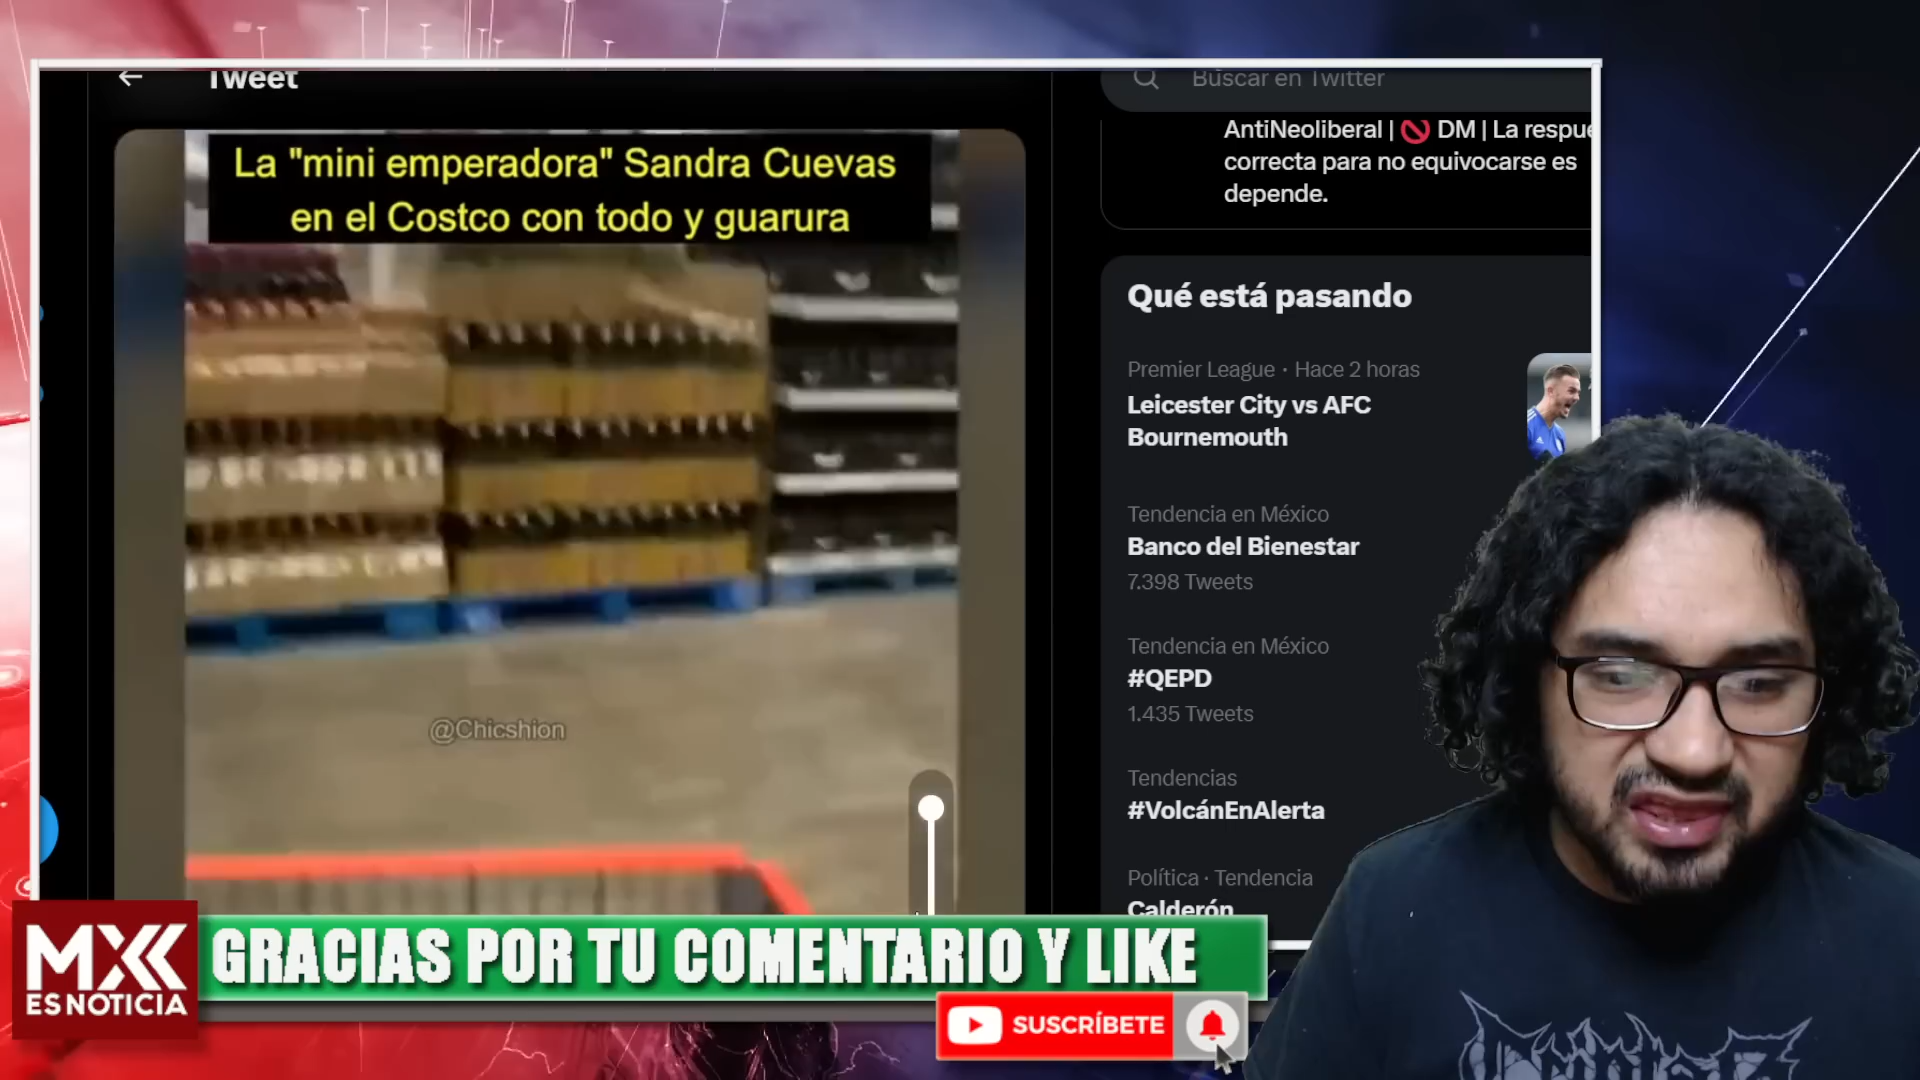 Tweet
Buscar en Twitter
La "mini emperadora" Sandra Cuevas
en el Costco con todo y guarura
@Chicshion
AntiNeoliberal | 🚫 DM | La respue
correcta para no equivocarse es
depende.
Qué está pasando
Premier League · Hace 2 horas
Leicester City vs AFC
Bournemouth
Tendencia en México
Banco del Bienestar
7.398 Tweets
Tendencia en México
#QEPD
1.435 Tweets
Tendencias
#VolcánEnAlerta
Política · Tendencia
Calderón
MX
ES NOTICIA
GRACIAS POR TU COMENTARIO Y LIKE
SUSCRÍBETE